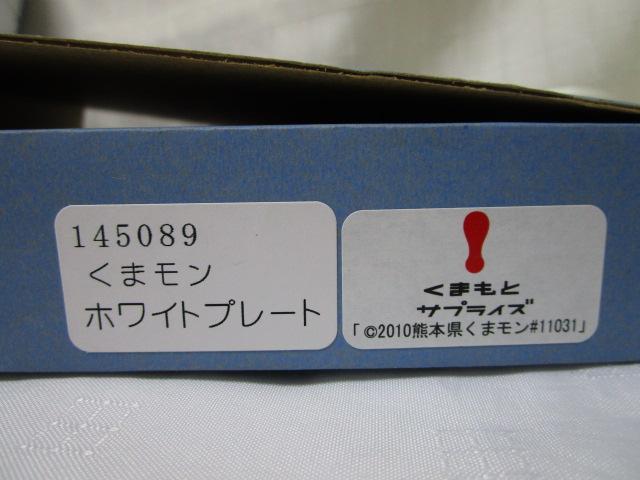 145089
くまモン
ホワイトプレート
くまもと
サプライズ
「©2010熊本県くまモン#11031」